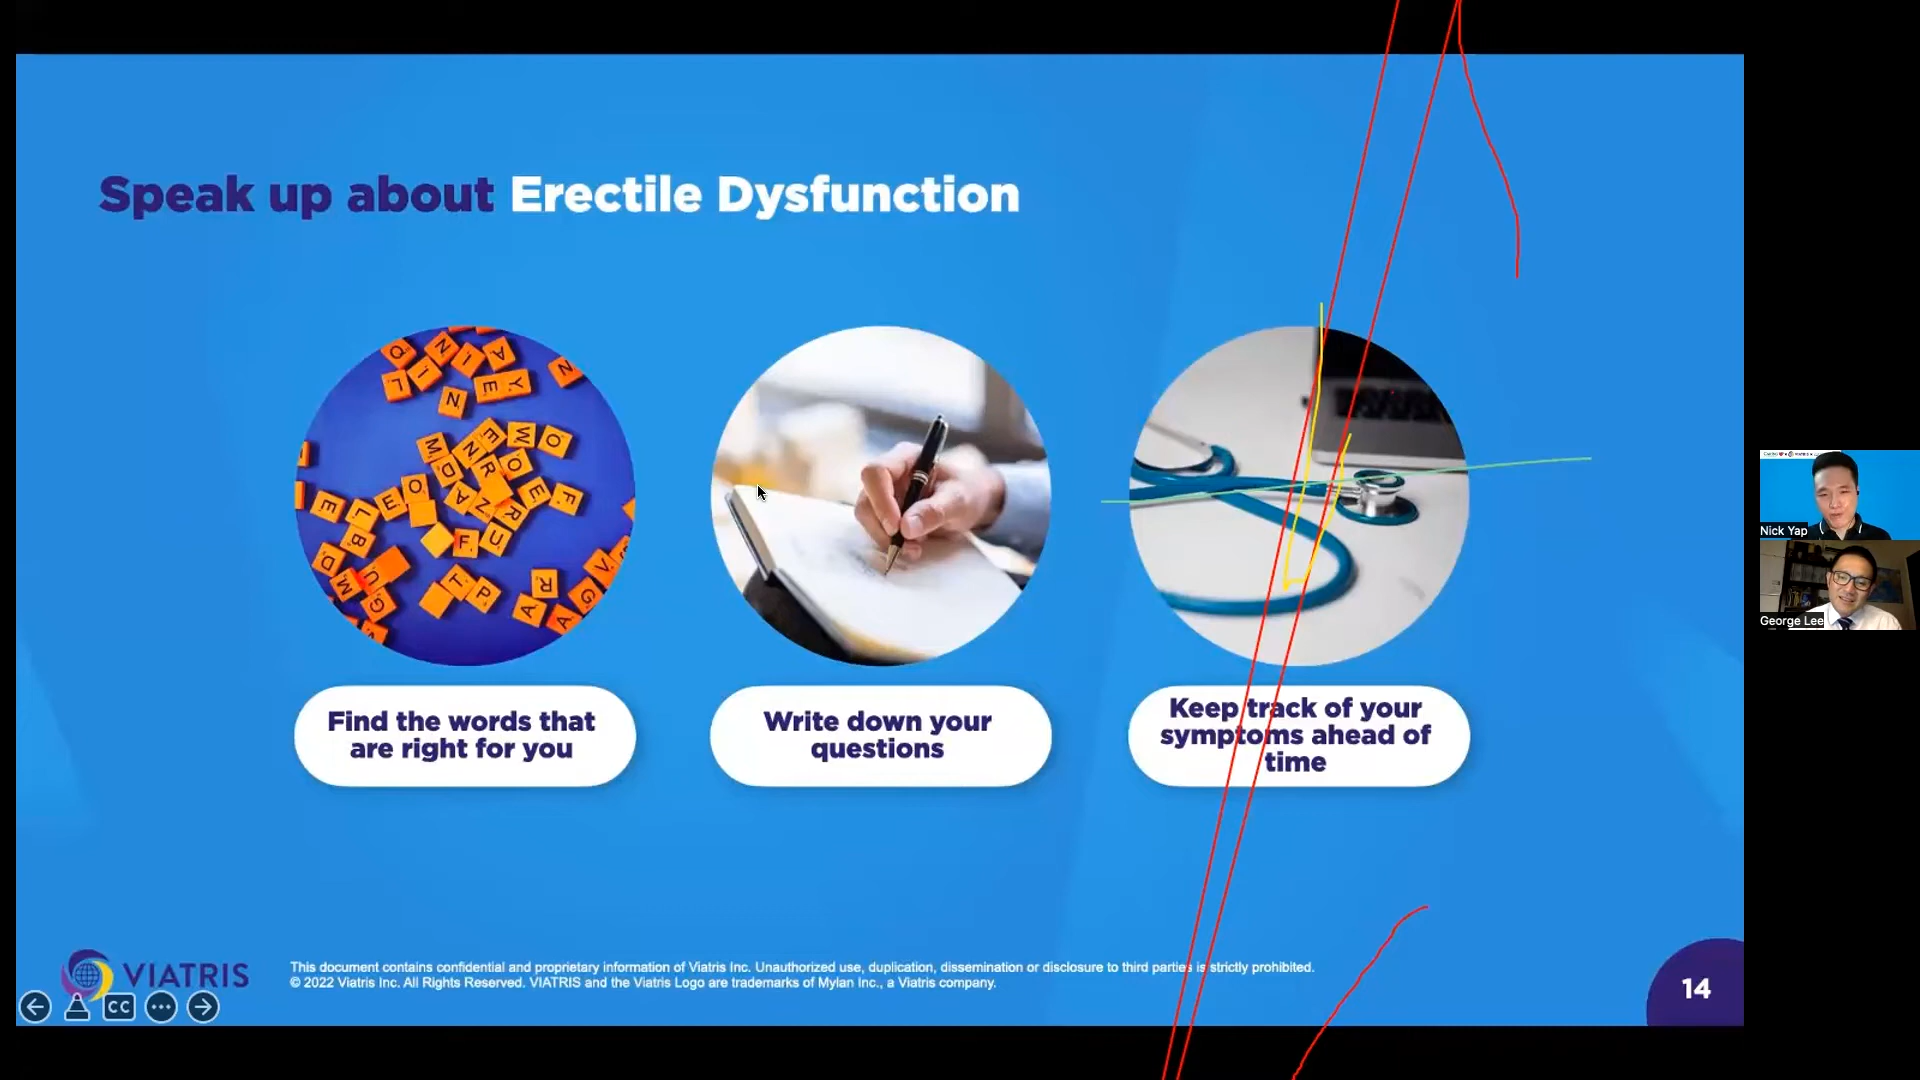 Speak up about Erectile Dysfunction
Find the words that
are right for you
Write down your
questions
Keep track of your
symptoms ahead of
time
Nick Yap
George Lee
VIATRIS
This document contains confidential and proprietary information of Viatris Inc. Unauthorized use, duplication, dissemination or disclosure to third parties is strictly prohibited.
© 2022 Viatris Inc. All Rights Reserved. VIATRIS and the Viatris Logo are trademarks of Mylan Inc., a Viatris company.
CC
14